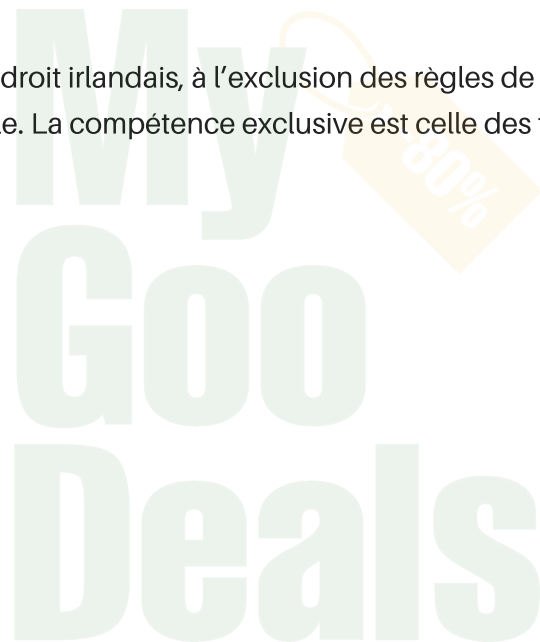 droit irlandais, à l’exclusion des règles de
e. La compétence exclusive est celle des
My
-80%
Goo
Deals